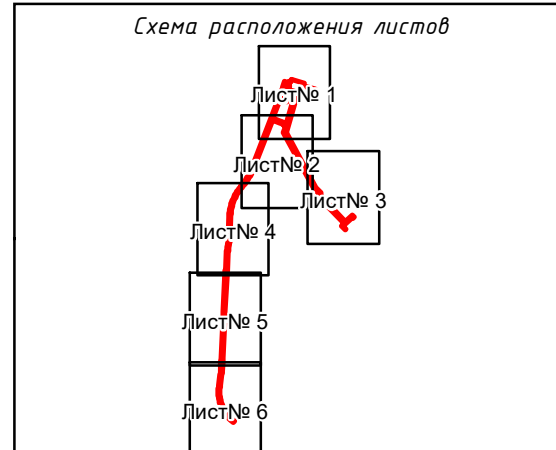 Схема расположения листов
Лист№ 1
Лист№ 2
Лист№ 3
Лист№ 4
Лист№ 5
Лист№ 6